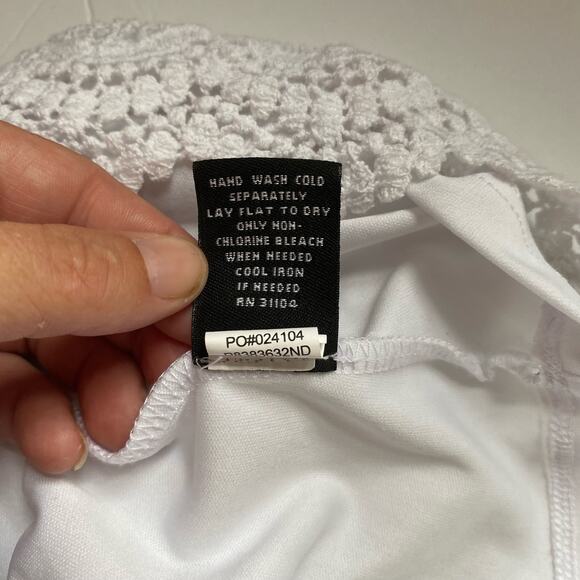 HAND WASH COLD
SEPARATELY
LAY FLAT TO DRY
ONLY NON-
CHLORINE BLEACH
WHEN NEEDED
COOL IRON
IF NEEDED
RN 31104
PO#024104